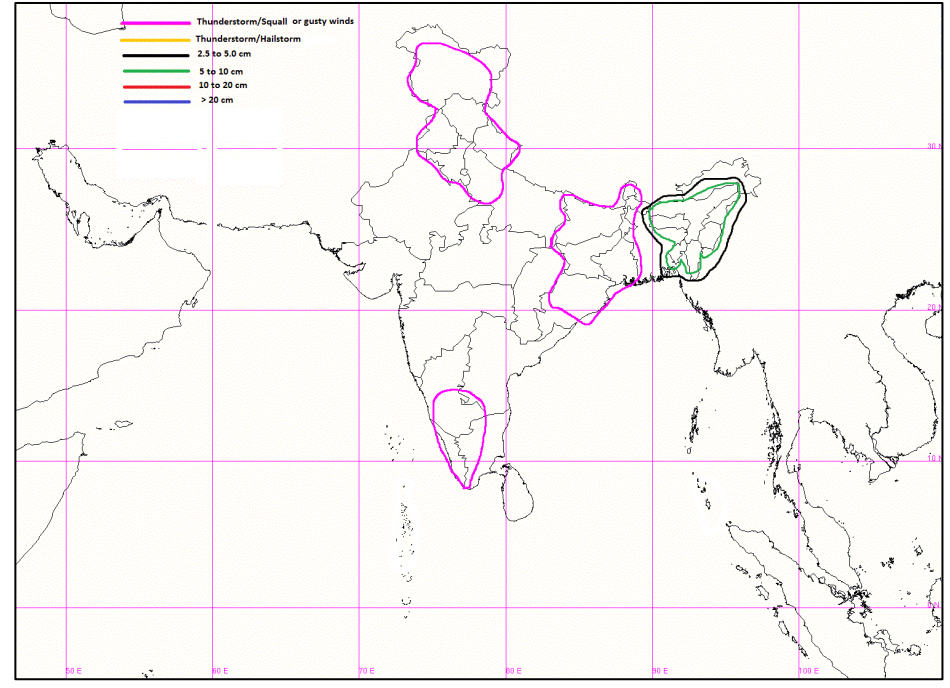 Thunderstorm/Squall or gusty winds
Thunderstorm/Hailstorm
2.5 to 5.0 cm
5 to 10 cm
10 to 20 cm
> 20 cm
30 N
20 N
10 N
50 E
60 E
70 E
80 E
90 E
100 E